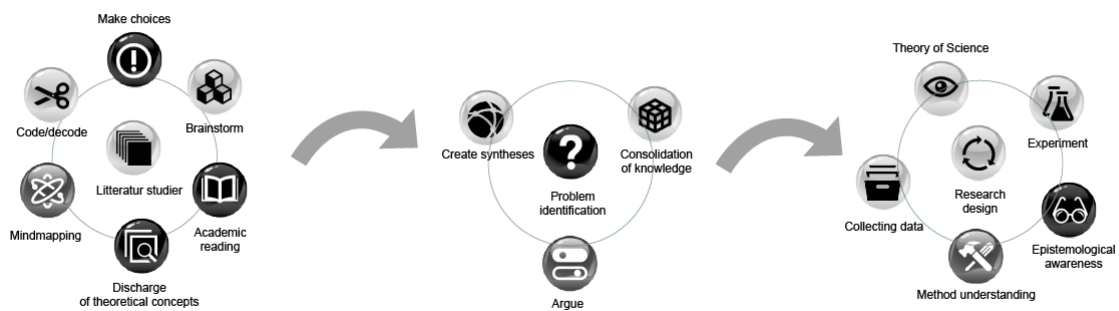 Make choices
Code/decode
Brainstorm
Litteratur studier
Mindmapping
Academic
reading
Discharge
of theoretical concepts
Create syntheses
Consolidation
of knowledge
Problem
identification
Argue
Theory of Science
Experiment
Research
design
Collecting data
Epistemological
awareness
Method understanding